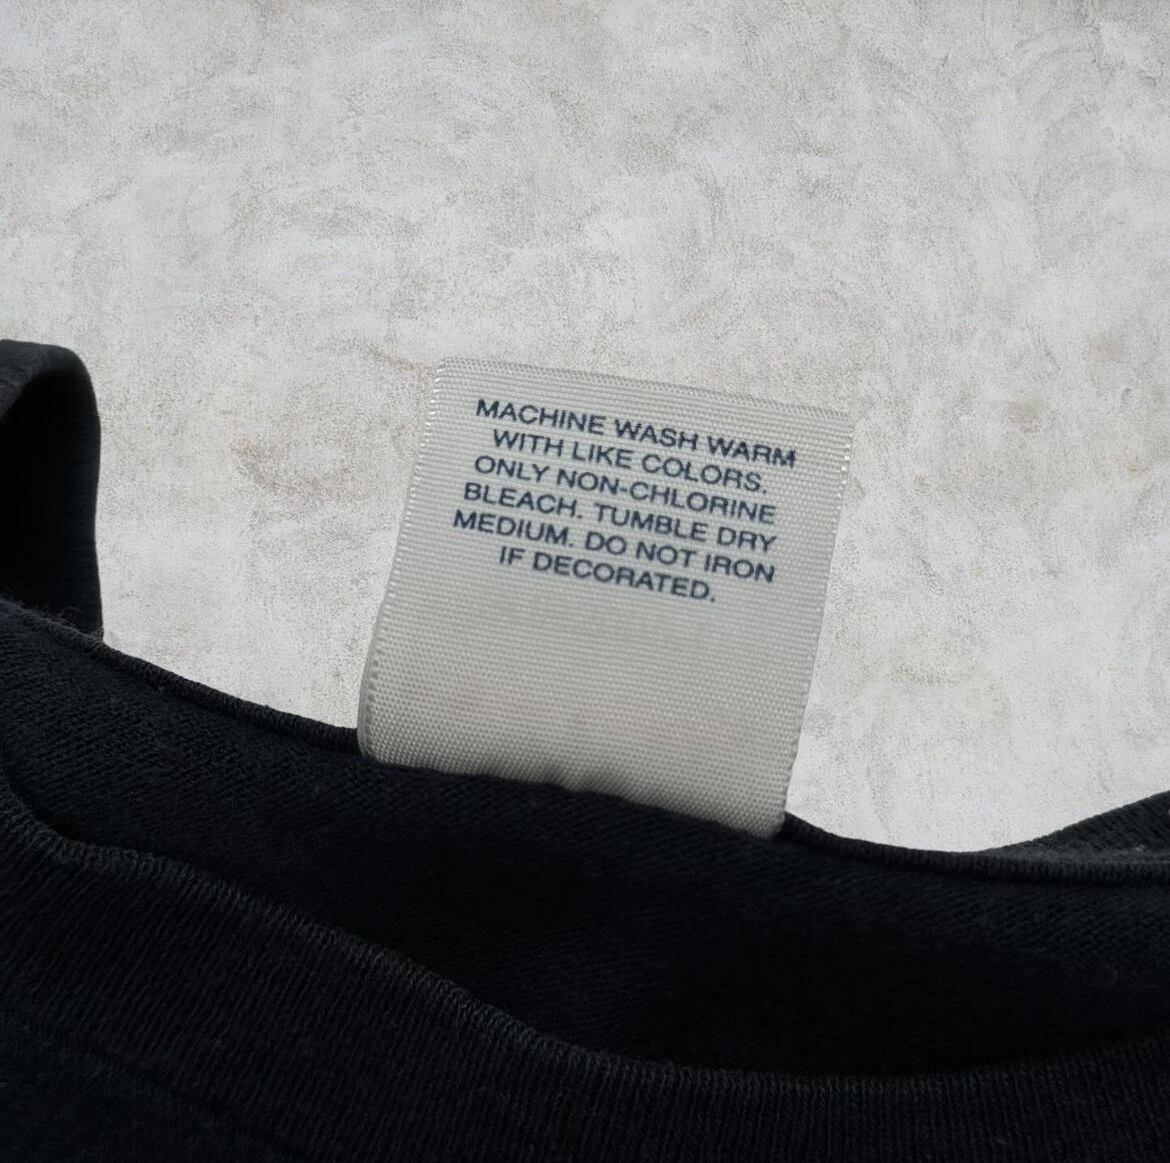 MACHINE WASH WARM
WITH LIKE COLORS.
ONLY NON-CHLORINE
BLEACH. TUMBLE DRY
MEDIUM. DO NOT IRON
IF DECORATED.